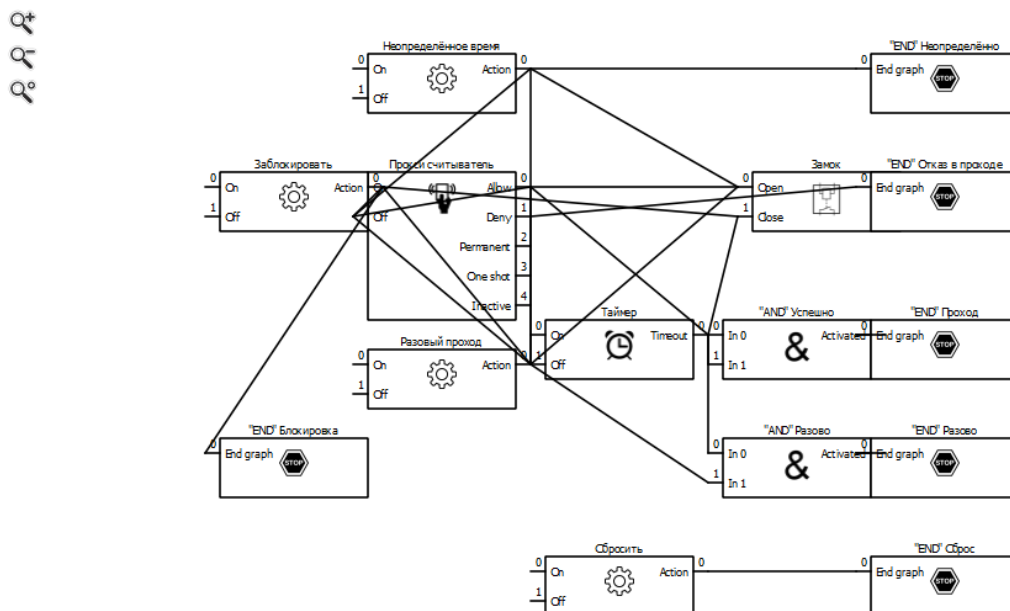 Неопределённое время
"END" Неопределённо
0 On Action 0
0 End graph STOP
1 Off
Заблокировать
Прокси считыватель
Замок
"END" Отказ в проходе
0 On Action 0
On Allow 0
0 Open
0 End graph STOP
1 Off
Off Deny 1
1 Close
Permanent 2
One shot 3
Inactive 4
Таймер
"AND" Успешно
"END" Проход
0 On Timeout 0
0 In 0 & Activated
End graph STOP
1 Off
1 In 1
Разовый проход
0 On Action 0
1 Off
"END" Блокировка
"AND" Разово
"END" Разово
0 End graph STOP
0 In 0 & Activated
End graph STOP
1 In 1
Сбросить
"END" Сброс
0 On Action 0
0 End graph STOP
1 Off